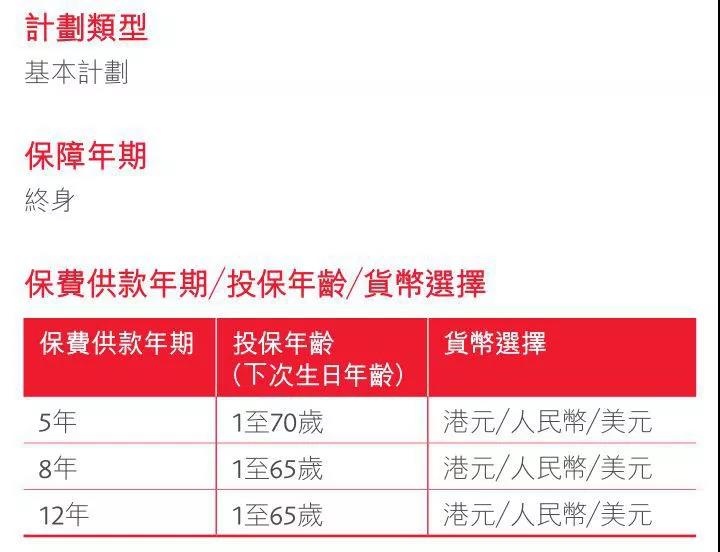 計劃類型
基本計劃
保障年期
終身
保費供款年期/投保年齡/貨幣選擇
保費供款年期 投保年齡 貨幣選擇
(下次生日年齡)
5年 1至70歲 港元/人民幣/美元
8年 1至65歲 港元/人民幣/美元
12年 1至65歲 港元/人民幣/美元